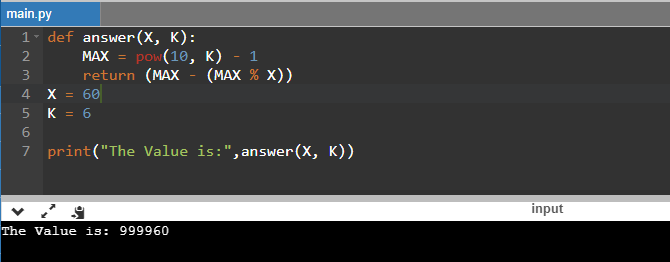 main.py
1 def answer(X, K):
2     MAX = pow(10, K) - 1
3     return (MAX - (MAX % X))
4 X = 60
5 K = 6
6
7 print("The Value is:",answer(X, K))
input
The Value is: 999960